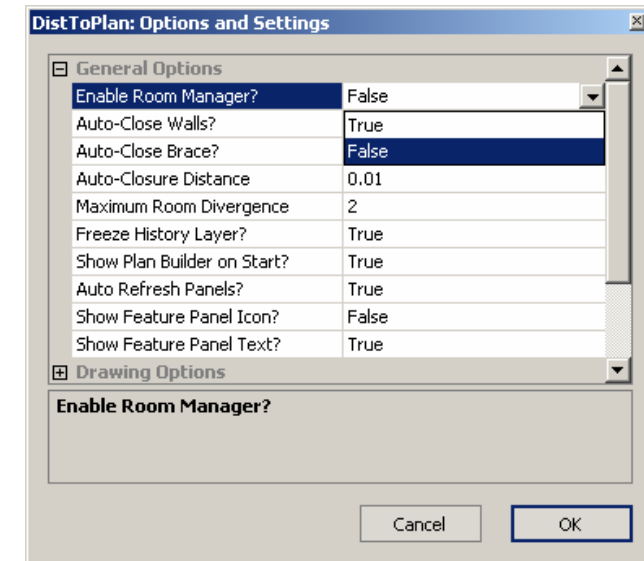 DistToPlan: Options and Settings
General Options
Enable Room Manager? False
Auto-Close Walls? True
Auto-Close Brace? False
Auto-Closure Distance 0.01
Maximum Room Divergence 2
Freeze History Layer? True
Show Plan Builder on Start? True
Auto Refresh Panels? True
Show Feature Panel Icon? False
Show Feature Panel Text? True
Drawing Options
Enable Room Manager?
Cancel OK